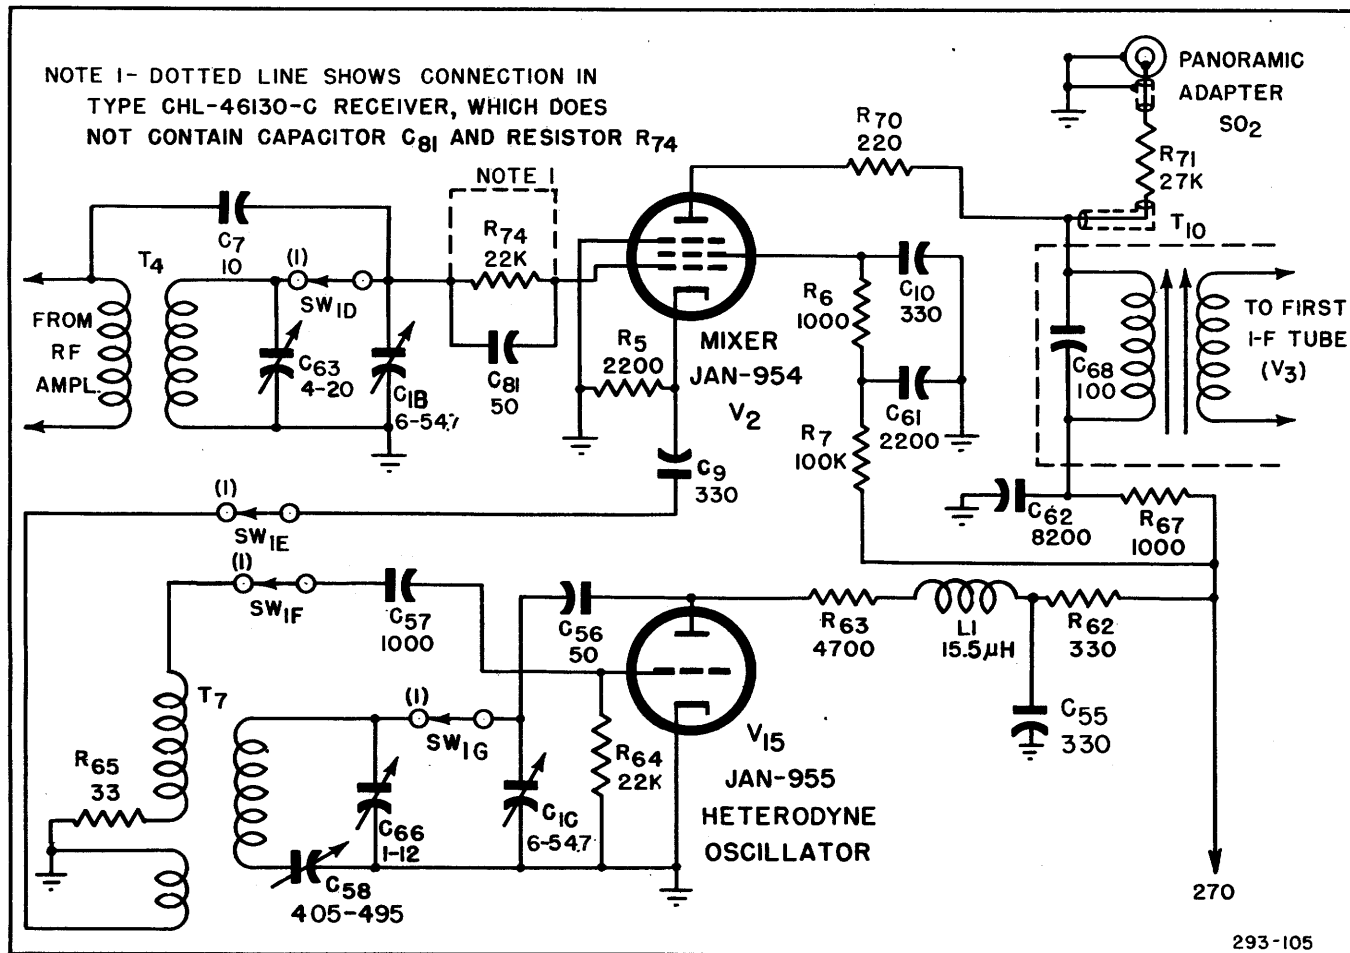 NOTE 1- DOTTED LINE SHOWS CONNECTION IN
TYPE CHL-46130-C RECEIVER, WHICH DOES
NOT CONTAIN CAPACITOR C81 AND RESISTOR R74
PANORAMIC
ADAPTER
SO2
R70
220
R71
27K
NOTE 1
C7
10
R74
22K
T10
T4
(1)
SW1D
FROM
RF
AMPL.
C63
4-20
C1B
6-54.7
C81
50
R5
2200
MIXER
JAN-954
V2
R6
1000
C10
330
C61
2200
R7
100K
C68
100
TO FIRST
I-F TUBE
(V3)
C9
330
(1)
SW1E
C62
8200
R67
1000
(1)
SW1F
C57
1000
C56
50
R63
4700
L1
15.5µH
R62
330
T7
(1)
SW1G
R64
22K
V15
JAN-955
HETERODYNE
OSCILLATOR
C55
330
R65
33
C66
1-12
C1C
6-54.7
C58
405-495
270
293-105